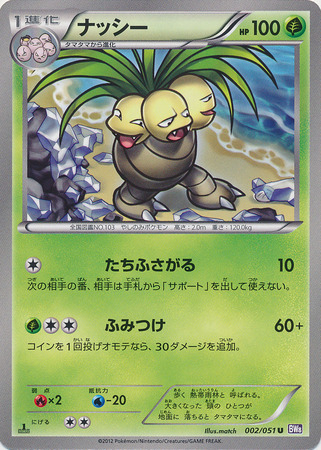 1進化 ナッシー HP100
タマタマから進化
全国図鑑NO.103 やしのみポケモン 高さ:2.0m 重さ:120.0kg
たちふさがる 10
次の相手の番、相手は手札から「サポート」を出して使えない。
ふみつけ 60+
コインを1回投げオモテなら、30ダメージを追加。
弱点 抵抗力
×2 -20
にげる
歩く 熱帯雨林と 呼ばれる。
大きくなった 頭の ひとつが
地面に 落ちると タマタマになる。
1 Illus.match 002/051 U
©2012 Pokémon/Nintendo/Creatures/GAME FREAK.